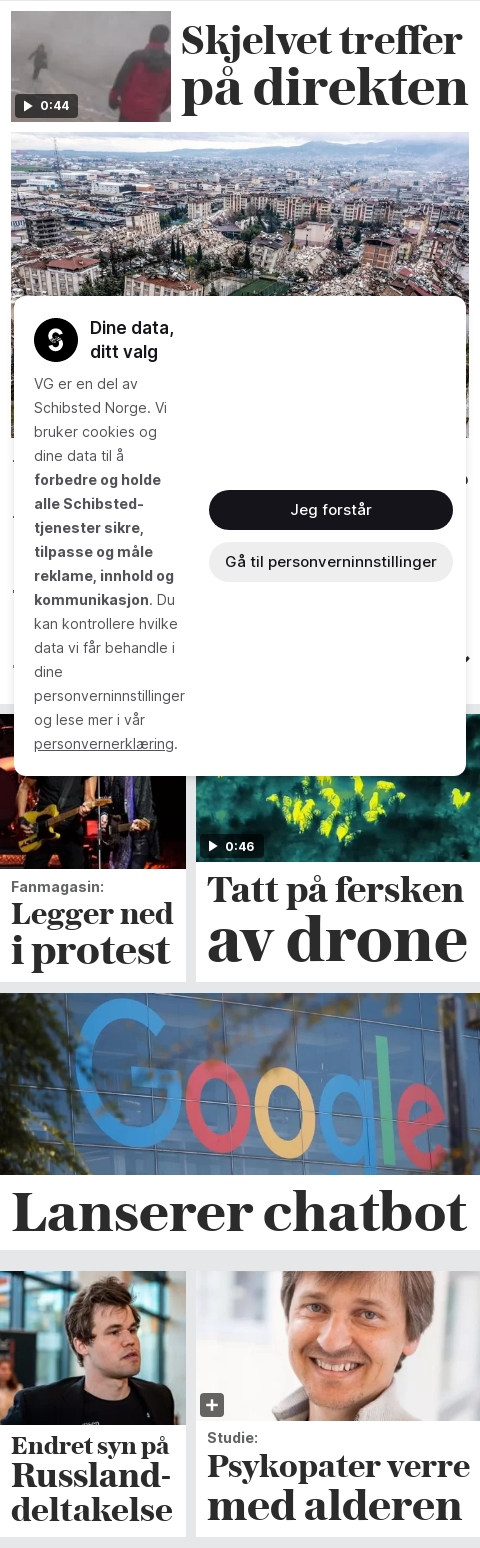 Skjelvet treffer
på direkten
0:44
Dine data,
ditt valg
VG er en del av
Schibsted Norge. Vi
bruker cookies og
dine data til å
forbedre og holde
alle Schibsted-
tjenester sikre,
tilpasse og måle
reklame, innhold og
kommunikasjon. Du
kan kontrollere hvilke
data vi får behandle i
dine
personverninnstillinger
og lese mer i vår
personvernerklæring.
Jeg forstår
Gå til personverninnstillinger
0:46
Fanmagasin:
Legger ned
i protest
Tatt på fersken
av drone
Google
Lanserer chatbot
Endret syn på
Russland-
deltakelse
Studie:
Psykopater verre
med alderen